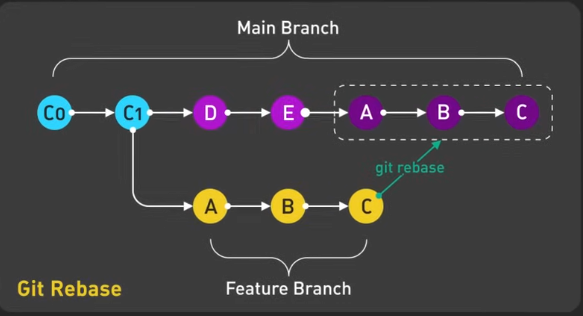 Main Branch
C0 C1 D E A B C
git rebase
A B C
Feature Branch
Git Rebase